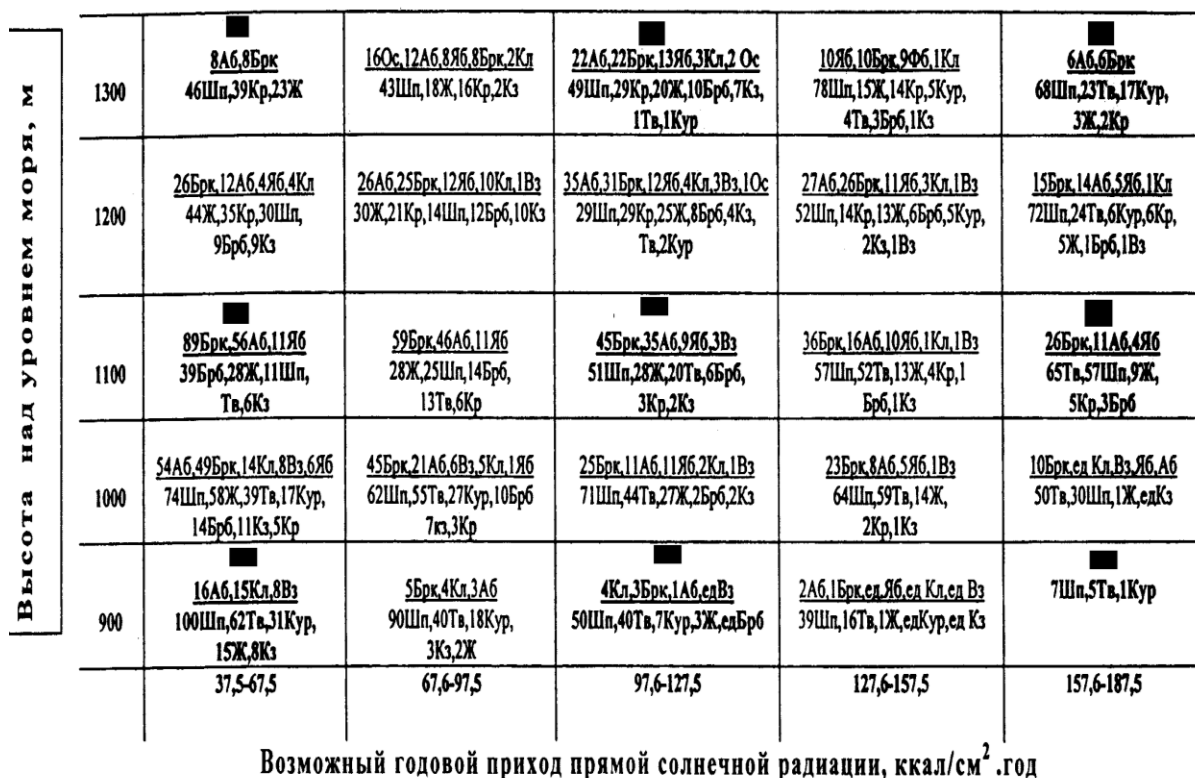 Высота над уровнем моря, м
1300
8Аб,8Брк
46Шп,39Кр,23Ж
16Ос,12Аб,8Яб,8Брк,2Кл
43Шп,18Ж,16Кр,2Кз
22Аб,22Брк,13Яб,3Кл,2 Ос
49Шп,29Кр,20Ж,10Брб,7Кз,
1Тв,1Кур
10Яб,10Брк,9Фб,1Кл
78Шп,15Ж,14Кр,5Кур,
4Тв,3Брб,1Кз
6Аб,6Брк
68Шп,23Тв,17Кур,
3Ж,2Кр
1200
26Брк,12Аб,4Яб,4Кл
44Ж,35Кр,30Шп,
9Брб,9Кз
26Аб,25Брк,12Яб,10Кл,1Вз
30Ж,21Кр,14Шп,12Брб,10Кз
35Аб,31Брк,12Яб,4Кл,3Вз,1Ос
29Шп,29Кр,25Ж,8Брб,4Кз,
Тв,2Кур
27Аб,26Брк,11Яб,3Кл,1Вз
52Шп,14Кр,13Ж,6Брб,5Кур,
2Кз,1Вз
15Брк,14Аб,5Яб,1Кл
72Шп,24Тв,6Кур,6Кр,
5Ж,1Брб,1Вз
1100
89Брк,56Аб,11Яб
39Брб,28Ж,11Шп,
Тв,6Кз
59Брк,46Аб,11Яб
28Ж,25Шп,14Брб,
13Тв,6Кр
45Брк,35Аб,9Яб,3Вз
51Шп,28Ж,20Тв,6Брб,
3Кр,2Кз
36Брк,16Аб,10Яб,1Кл,1Вз
57Шп,52Тв,13Ж,4Кр,1
Брб,1Кз
26Брк,11Аб,4Яб
65Тв,57Шп,9Ж,
5Кр,3Брб
1000
54Аб,49Брк,14Кл,8Вз,6Яб
74Шп,58Ж,39Тв,17Кур,
14Брб,11Кз,5Кр
45Брк,21Аб,6Вз,5Кл,1Яб
62Шп,55Тв,27Кур,10Брб
7кз,3Кр
25Брк,11Аб,11Яб,2Кл,1Вз
71Шп,44Тв,27Ж,2Брб,2Кз
23Брк,8Аб,5Яб,1Вз
64Шп,59Тв,14Ж,
2Кр,1Кз
10Брк,ед Кл,Вз,Яб,Аб
50Тв,30Шп,1Ж,едКз
900
16Аб,15Кл,8Вз
100Шп,62Тв,31Кур,
15Ж,8Кз
5Брк,4Кл,3Аб
90Шп,40Тв,18Кур,
3Кз,2Ж
4Кл,3Брк,1Аб,едВз
50Шп,40Тв,7Кур,3Ж,едБрб
2Аб,1Брк,ед.Яб,ед Кл,ед Вз
39Шп,16Тв,1Ж,едКур,ед Кз
7Шп,5Тв,1Кур
37,5-67,5
67,6-97,5
97,6-127,5
127,6-157,5
157,6-187,5
Возможный годовой приход прямой солнечной радиации, ккал/см².год